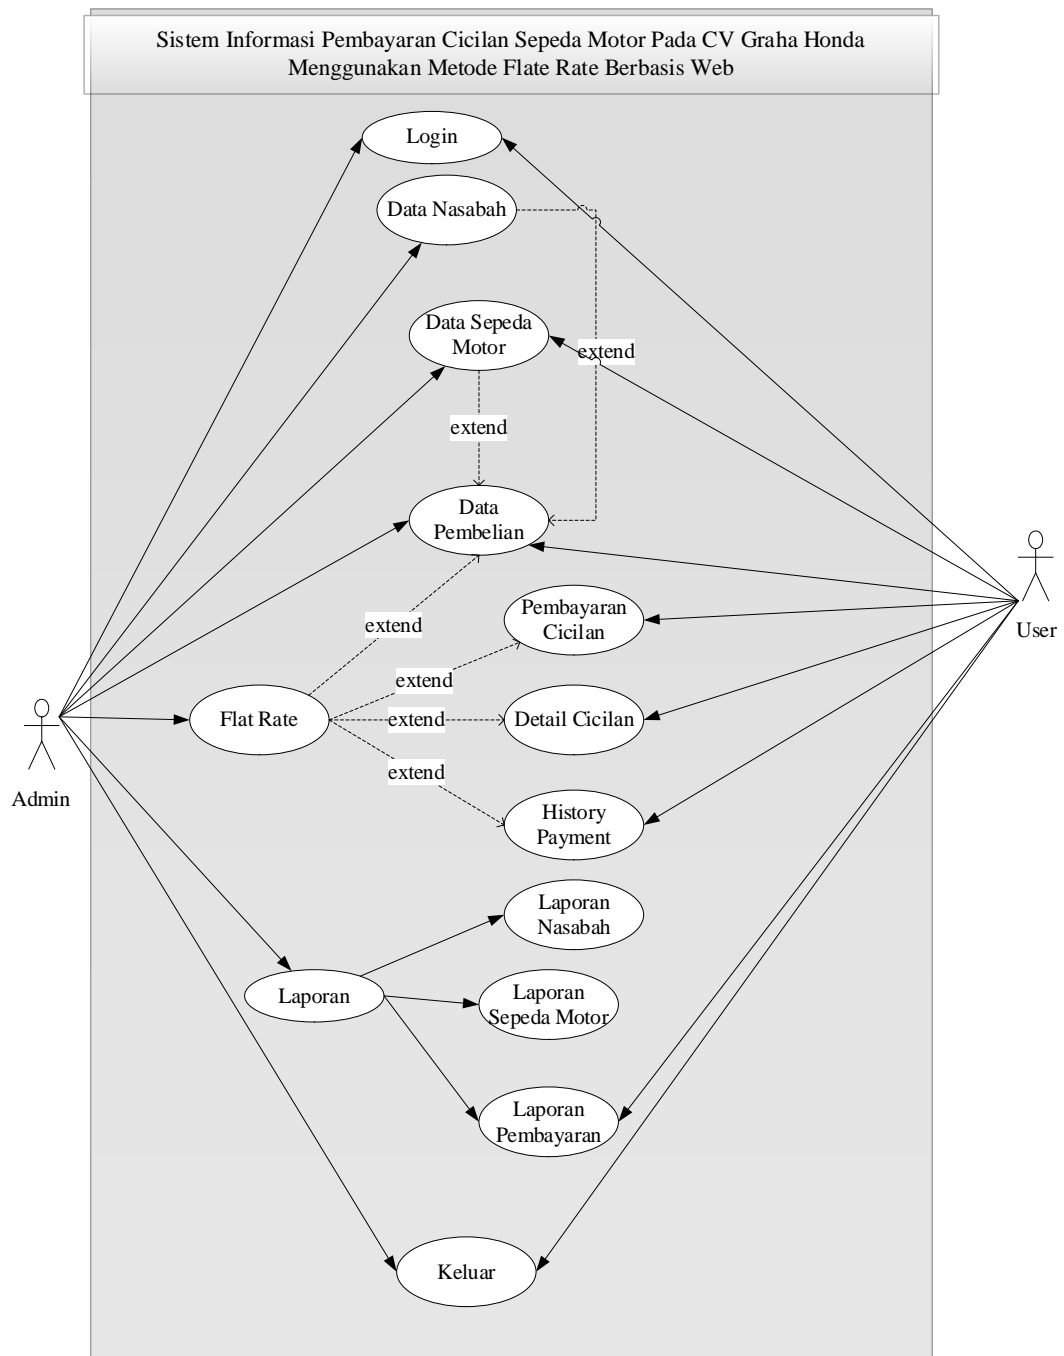 Sistem Informasi Pembayaran Cicilan Sepeda Motor Pada CV Graha Honda
Menggunakan Metode Flate Rate Berbasis Web
Login
Data Nasabah
Data Sepeda
Motor
extend
extend
Data
Pembelian
Pembayaran
Cicilan
extend
User
extend
Flat Rate
extend
Detail Cicilan
extend
Admin
History
Payment
Laporan
Nasabah
Laporan
Laporan
Sepeda Motor
Laporan
Pembayaran
Keluar